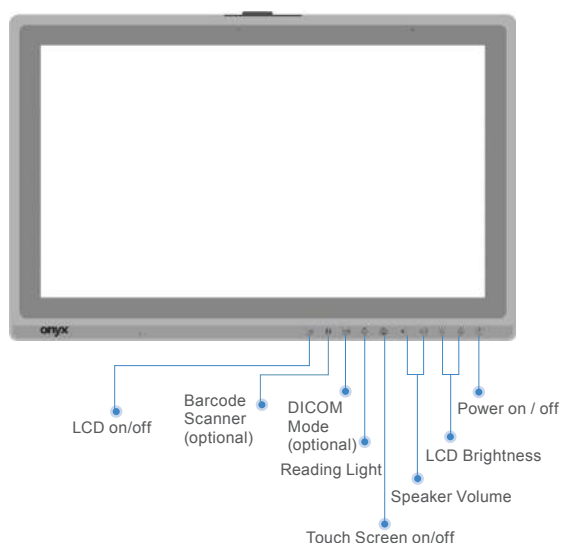 onyx
LCD on/off
Barcode
Scanner
(optional)
DICOM
Mode
(optional)
Reading Light
Touch Screen on/off
Speaker Volume
LCD Brightness
Power on / off